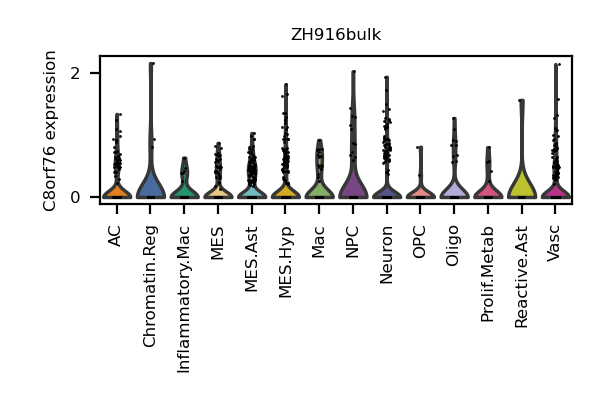 ZH916bulk
C8orf76 expression
2
0
AC
Chromatin.Reg
Inflammatory.Mac
MES
MES.Ast
MES.Hyp
Mac
NPC
Neuron
OPC
Oligo
Prolif.Metab
Reactive.Ast
Vasc